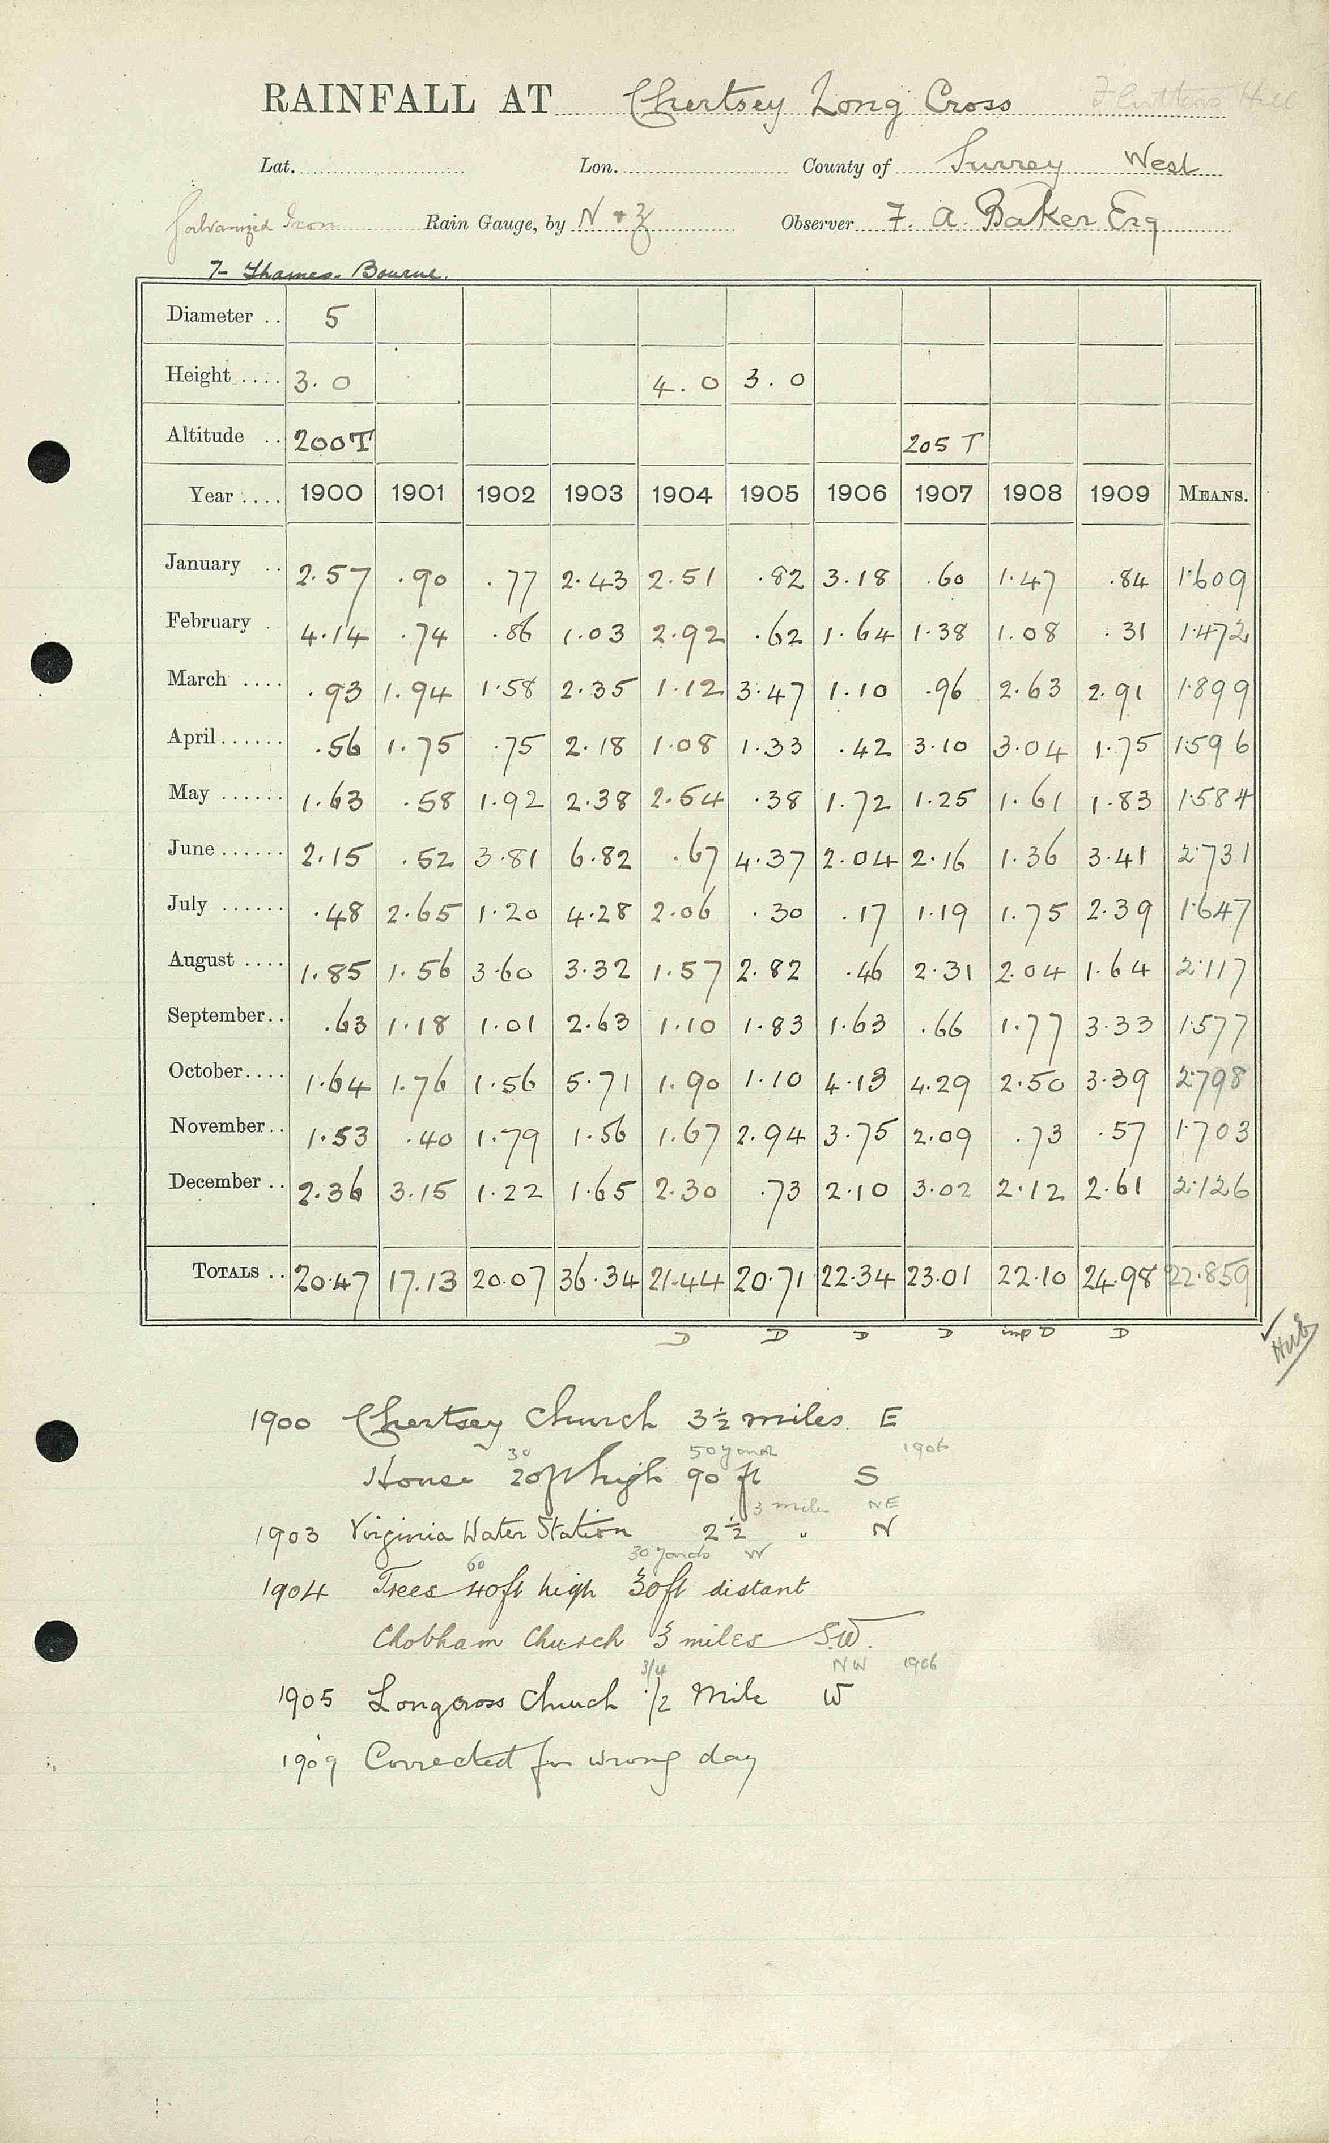 RAINFALL AT Chertsey Long Cross Flutters Hill
Lat. Lon. County of Surrey West
Galvanized Iron Rain Gauge, by N & Z Observer F. A. Baker Esq
7- Thames-Bourne.
Diameter .. 5
Height .... 3.0 4.0 3.0
Altitude .. 200T 205 T
Year .... 1900 1901 1902 1903 1904 1905 1906 1907 1908 1909 MEANS.
January .. 2.57 .90 .77 2.43 2.51 .82 3.18 .60 1.47 .84 1.609
February . 4.14 .74 .86 1.03 2.92 .62 1.64 1.38 1.08 .31 1.472
March .... .93 1.94 1.58 2.35 1.12 3.47 1.10 .96 2.63 2.91 1.899
April ...... .56 1.75 .75 2.18 1.08 1.33 .42 3.10 3.04 1.75 1.596
May ...... 1.63 .58 1.92 2.38 2.54 .38 1.72 1.25 1.61 1.83 1.584
June ...... 2.15 .52 3.81 6.82 .67 4.37 2.04 2.16 1.36 3.41 2.731
July ...... .48 2.65 1.20 4.28 2.06 .30 .17 1.19 1.75 2.39 1.647
August .... 1.85 1.56 3.60 3.32 1.57 2.82 .46 2.31 2.04 1.64 2.117
September.. .63 1.18 1.01 2.63 1.10 1.83 1.63 .66 1.77 3.33 1.577
October.... 1.64 1.76 1.56 5.71 1.90 1.10 4.13 4.29 2.50 3.39 2.798
November.. 1.53 .40 1.79 1.56 1.67 2.94 3.75 2.09 .73 .57 1.703
December .. 2.36 3.15 1.22 1.65 2.30 .73 2.10 3.02 2.12 2.61 2.126
TOTALS .. 20.47 17.13 20.07 36.34 21.44 20.71 22.34 23.01 22.10 24.98 22.859
D D D D imp D D
1900 Chertsey Church 3½ miles E
30 50 yards 1906
House 20ft high 90 ft S
3 miles NE
1903 Virginia Water Station 2½ " N
60 30 yards W
1904 Trees 40ft high 30ft distant
Chobham Church 3 miles S.W.
3/4 NW 1906
1905 Longcross Church 1/2 Mile W
1909 Corrected for wrong day